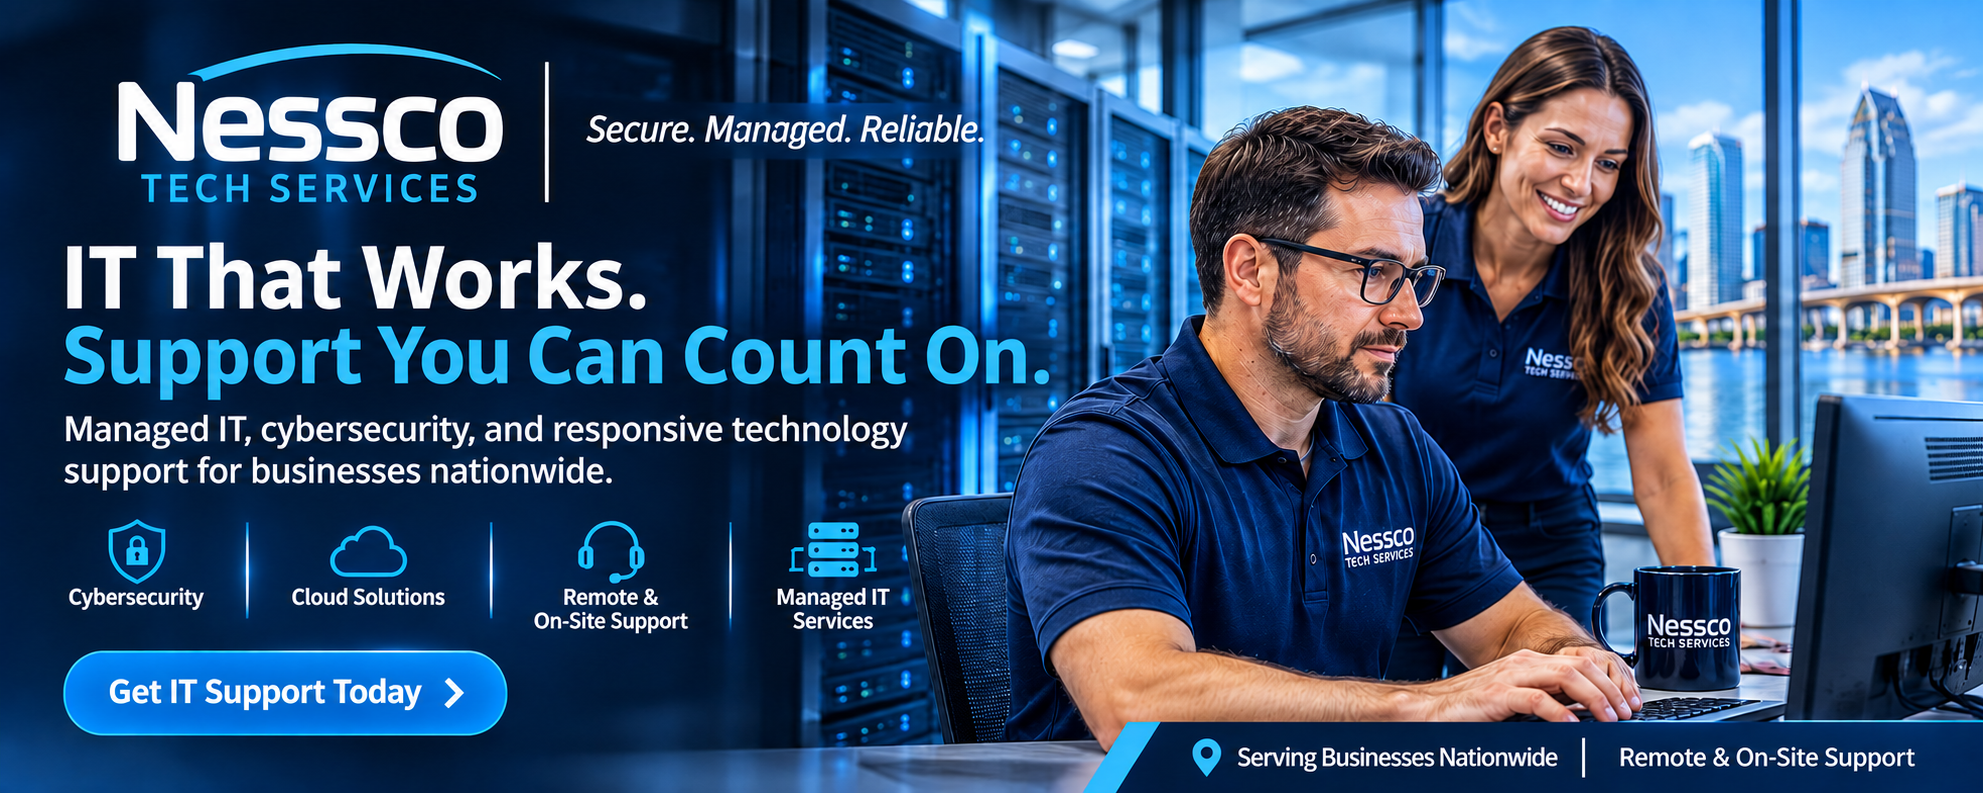 Nessco
TECH SERVICES
Secure. Managed. Reliable.
IT That Works.
Support You Can Count On.
Managed IT, cybersecurity, and responsive technology
support for businesses nationwide.
Cybersecurity
Cloud Solutions
Remote &
On-Site Support
Managed IT
Services
Get IT Support Today
Nessco
TECH SERVICES
Ness
TECH SERV
Nessco
TECH SERVICES
Serving Businesses Nationwide
Remote & On-Site Support